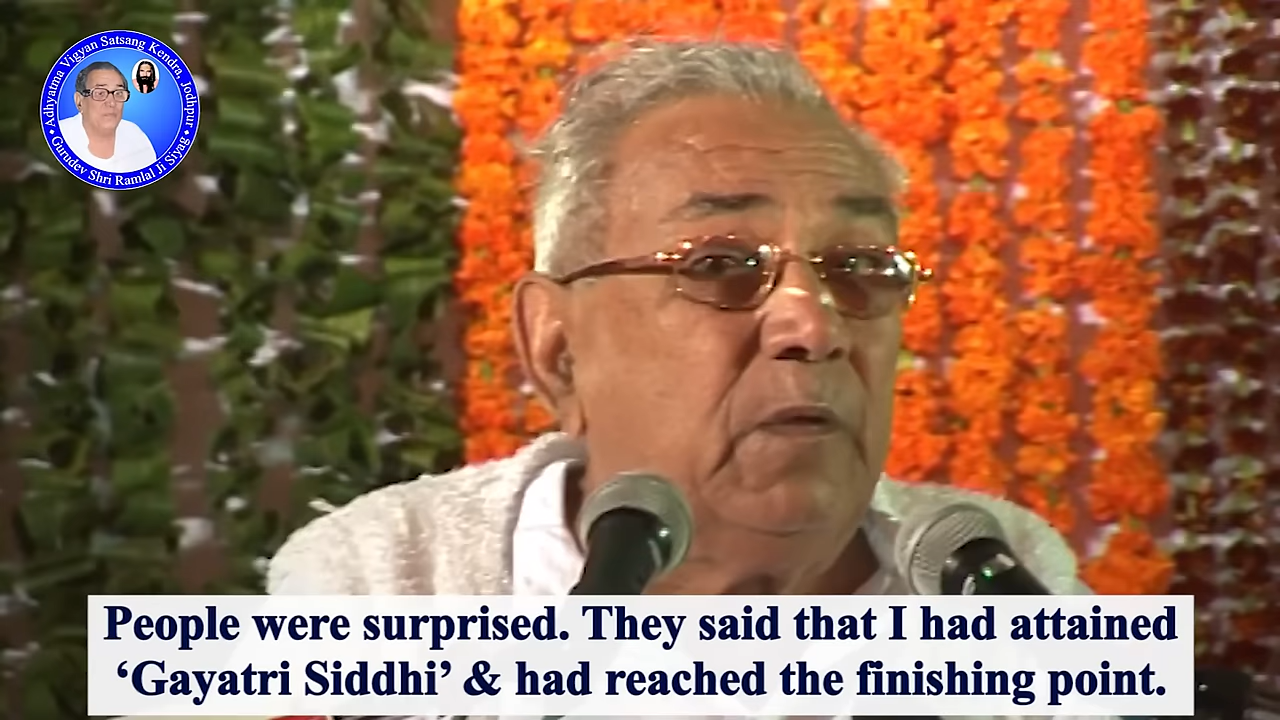 Adhyatma Vigyan Satsang Kendra, Jodhpur
• Gurudev Shri Ramlal Ji Siyag •
People were surprised. They said that I had attained
‘Gayatri Siddhi’ & had reached the finishing point.